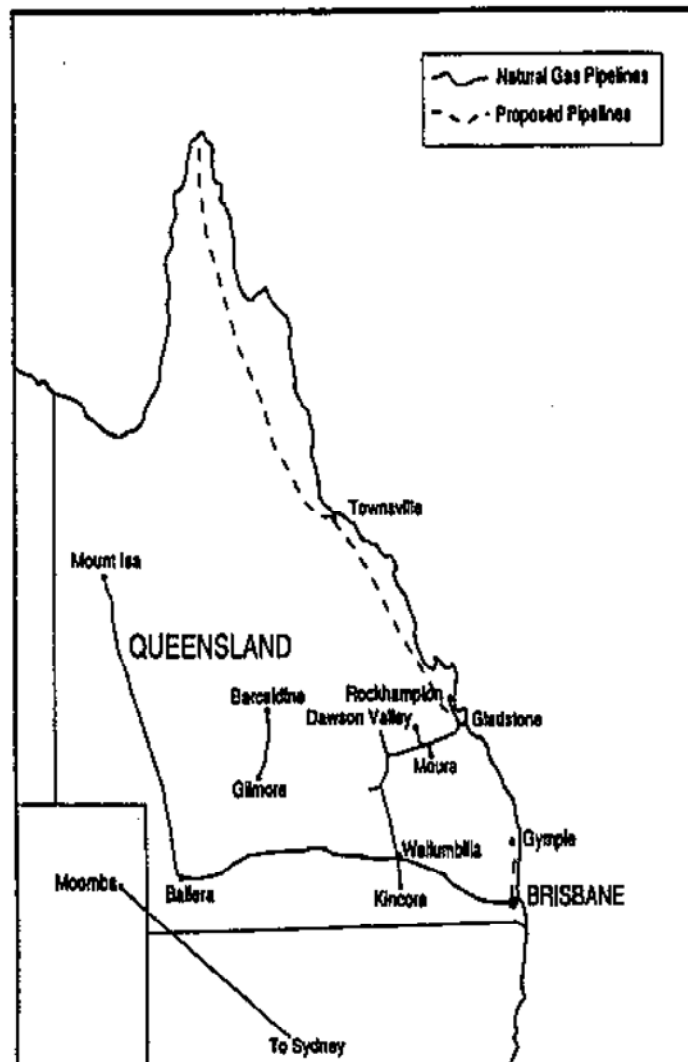 Natural Gas Pipelines
Proposed Pipelines
Townsville
Mount Isa
QUEENSLAND
Barcaldine
Rockhampton
Dawson Valley
Gladstone
Moura
Gilmore
Gympie
Wallumbilla
Moomba
Ballera
Kincora
BRISBANE
To Sydney